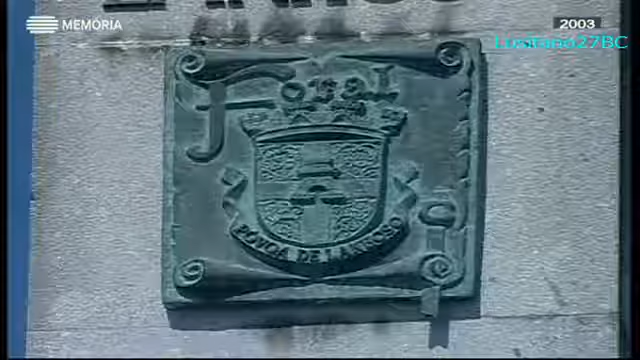 MEMÓRIA
2003
Lusitano27BC
Foral
PÓVOA DE LANHOSO